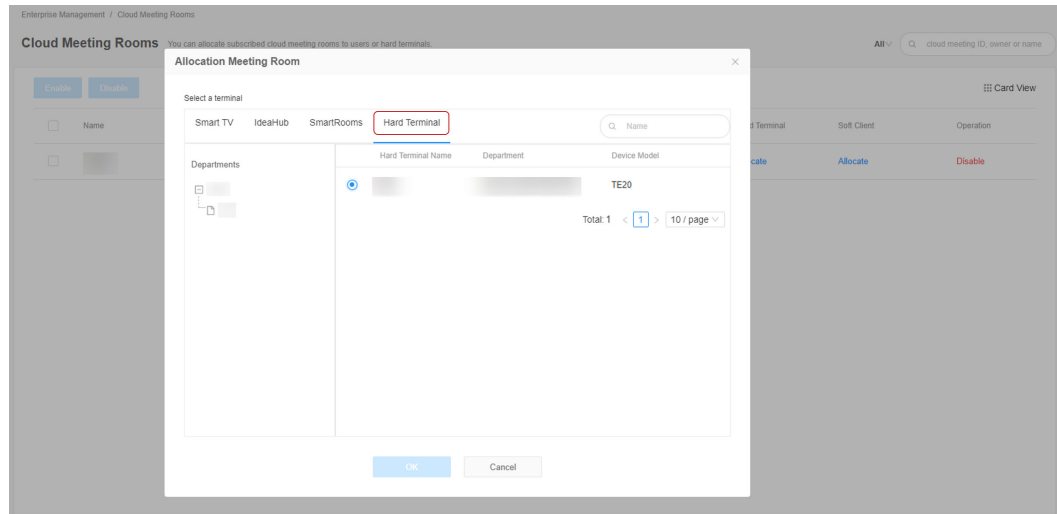 Enterprise Management / Cloud Meeting Rooms
Cloud Meeting Rooms You can allocate subscribed cloud meeting rooms to users or hard terminals.
All
cloud meeting ID, owner or name
Allocation Meeting Room
Enable Disable
Card View
Select a terminal
Smart TV IdeaHub SmartRooms Hard Terminal
Name
Name
d Terminal Soft Client Operation
Departments
Hard Terminal Name Department Device Model
cate Allocate Disable
TE20
Total: 1 < 1 > 10 / page
OK Cancel